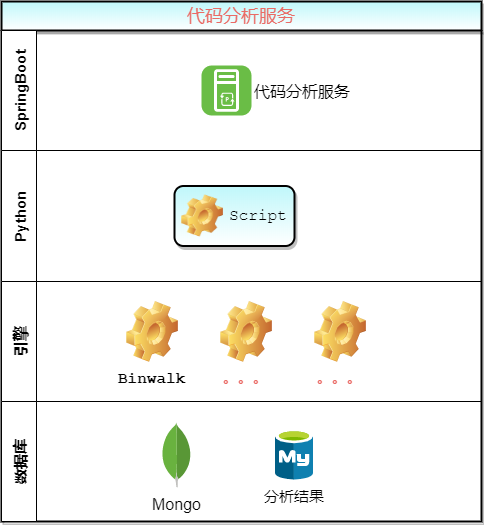 代码分析服务
SpringBoot
代码分析服务
P
Python
Script
引擎
Binwalk
。。。
。。。
数据库
Mongo
My
分析结果